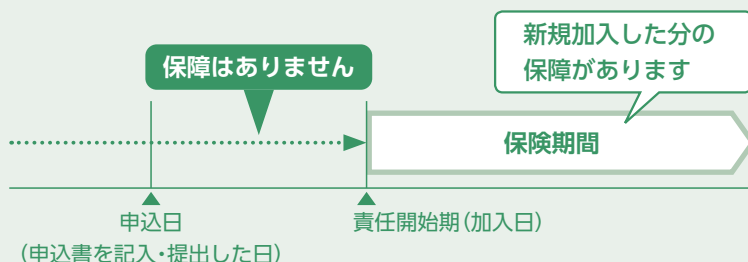 新規加入した分の
保障があります
保障はありません
保険期間
申込日
（申込書を記入・提出した日）
責任開始期（加入日）